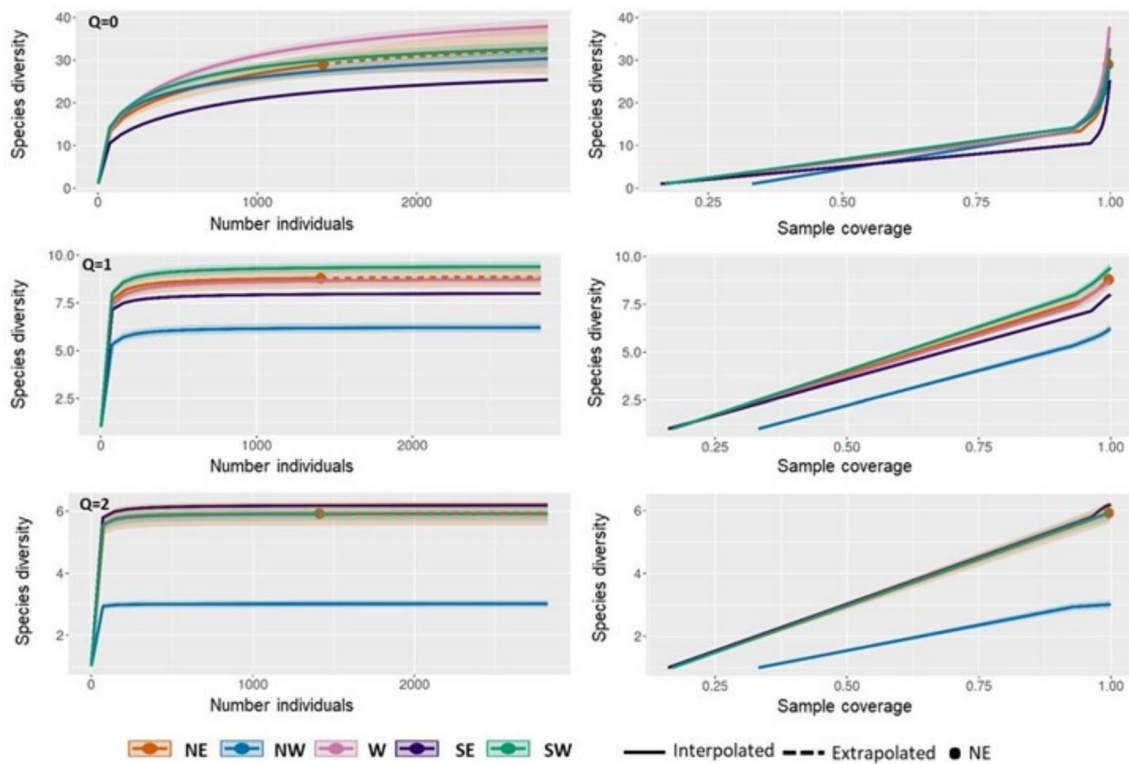 Q=0
Species diversity
40
30
20
10
0
0
1000
2000
Number individuals
Species diversity
40
30
20
10
0
0.25
0.50
0.75
1.00
Sample coverage
Q=1
Species diversity
10.0
7.5
5.0
2.5
0
1000
2000
Number individuals
Species diversity
10.0
7.5
5.0
2.5
0.25
0.50
0.75
1.00
Sample coverage
Q=2
Species diversity
6
4
2
0
1000
2000
Number individuals
Species diversity
6
4
2
0.25
0.50
0.75
1.00
Sample coverage
NE NW W SE SW Interpolated Extrapolated NE